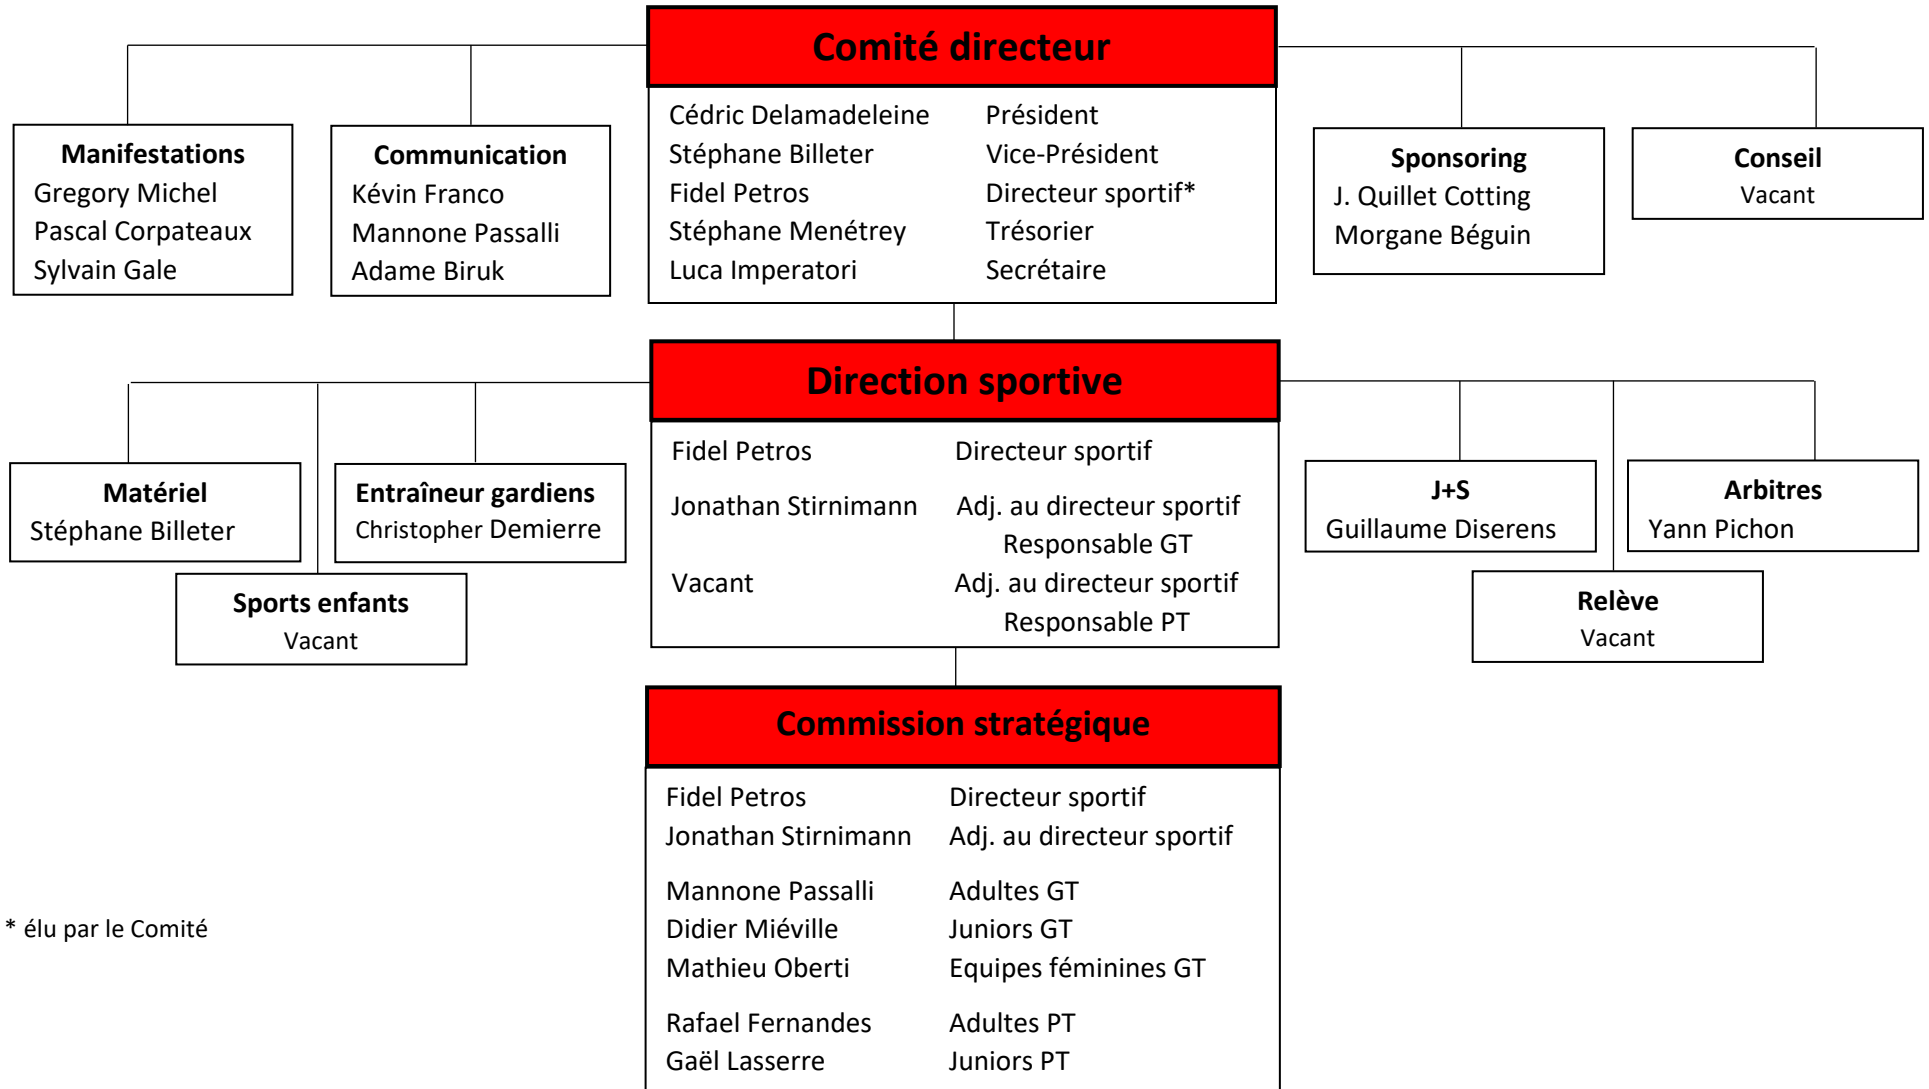 Comité directeur
Cédric Delamadeleine Président
Stéphane Billeter Vice-Président
Fidel Petros Directeur sportif*
Stéphane Menétrey Trésorier
Luca Imperatori Secrétaire
Manifestations
Gregory Michel
Pascal Corpateaux
Sylvain Gale
Communication
Kévin Franco
Mannone Passalli
Adame Biruk
Sponsoring
J. Quillet Cotting
Morgane Béguin
Conseil
Vacant
Direction sportive
Fidel Petros Directeur sportif
Jonathan Stirnimann Adj. au directeur sportif
Responsable GT
Vacant Adj. au directeur sportif
Responsable PT
Matériel
Stéphane Billeter
Sports enfants
Vacant
Entraîneur gardiens
Christopher Demierre
J+S
Guillaume Diserens
Relève
Vacant
Arbitres
Yann Pichon
Commission stratégique
Fidel Petros Directeur sportif
Jonathan Stirnimann Adj. au directeur sportif
Mannone Passalli Adultes GT
Didier Miéville Juniors GT
Mathieu Oberti Equipes féminines GT
Rafael Fernandes Adultes PT
Gaël Lasserre Juniors PT
* élu par le Comité